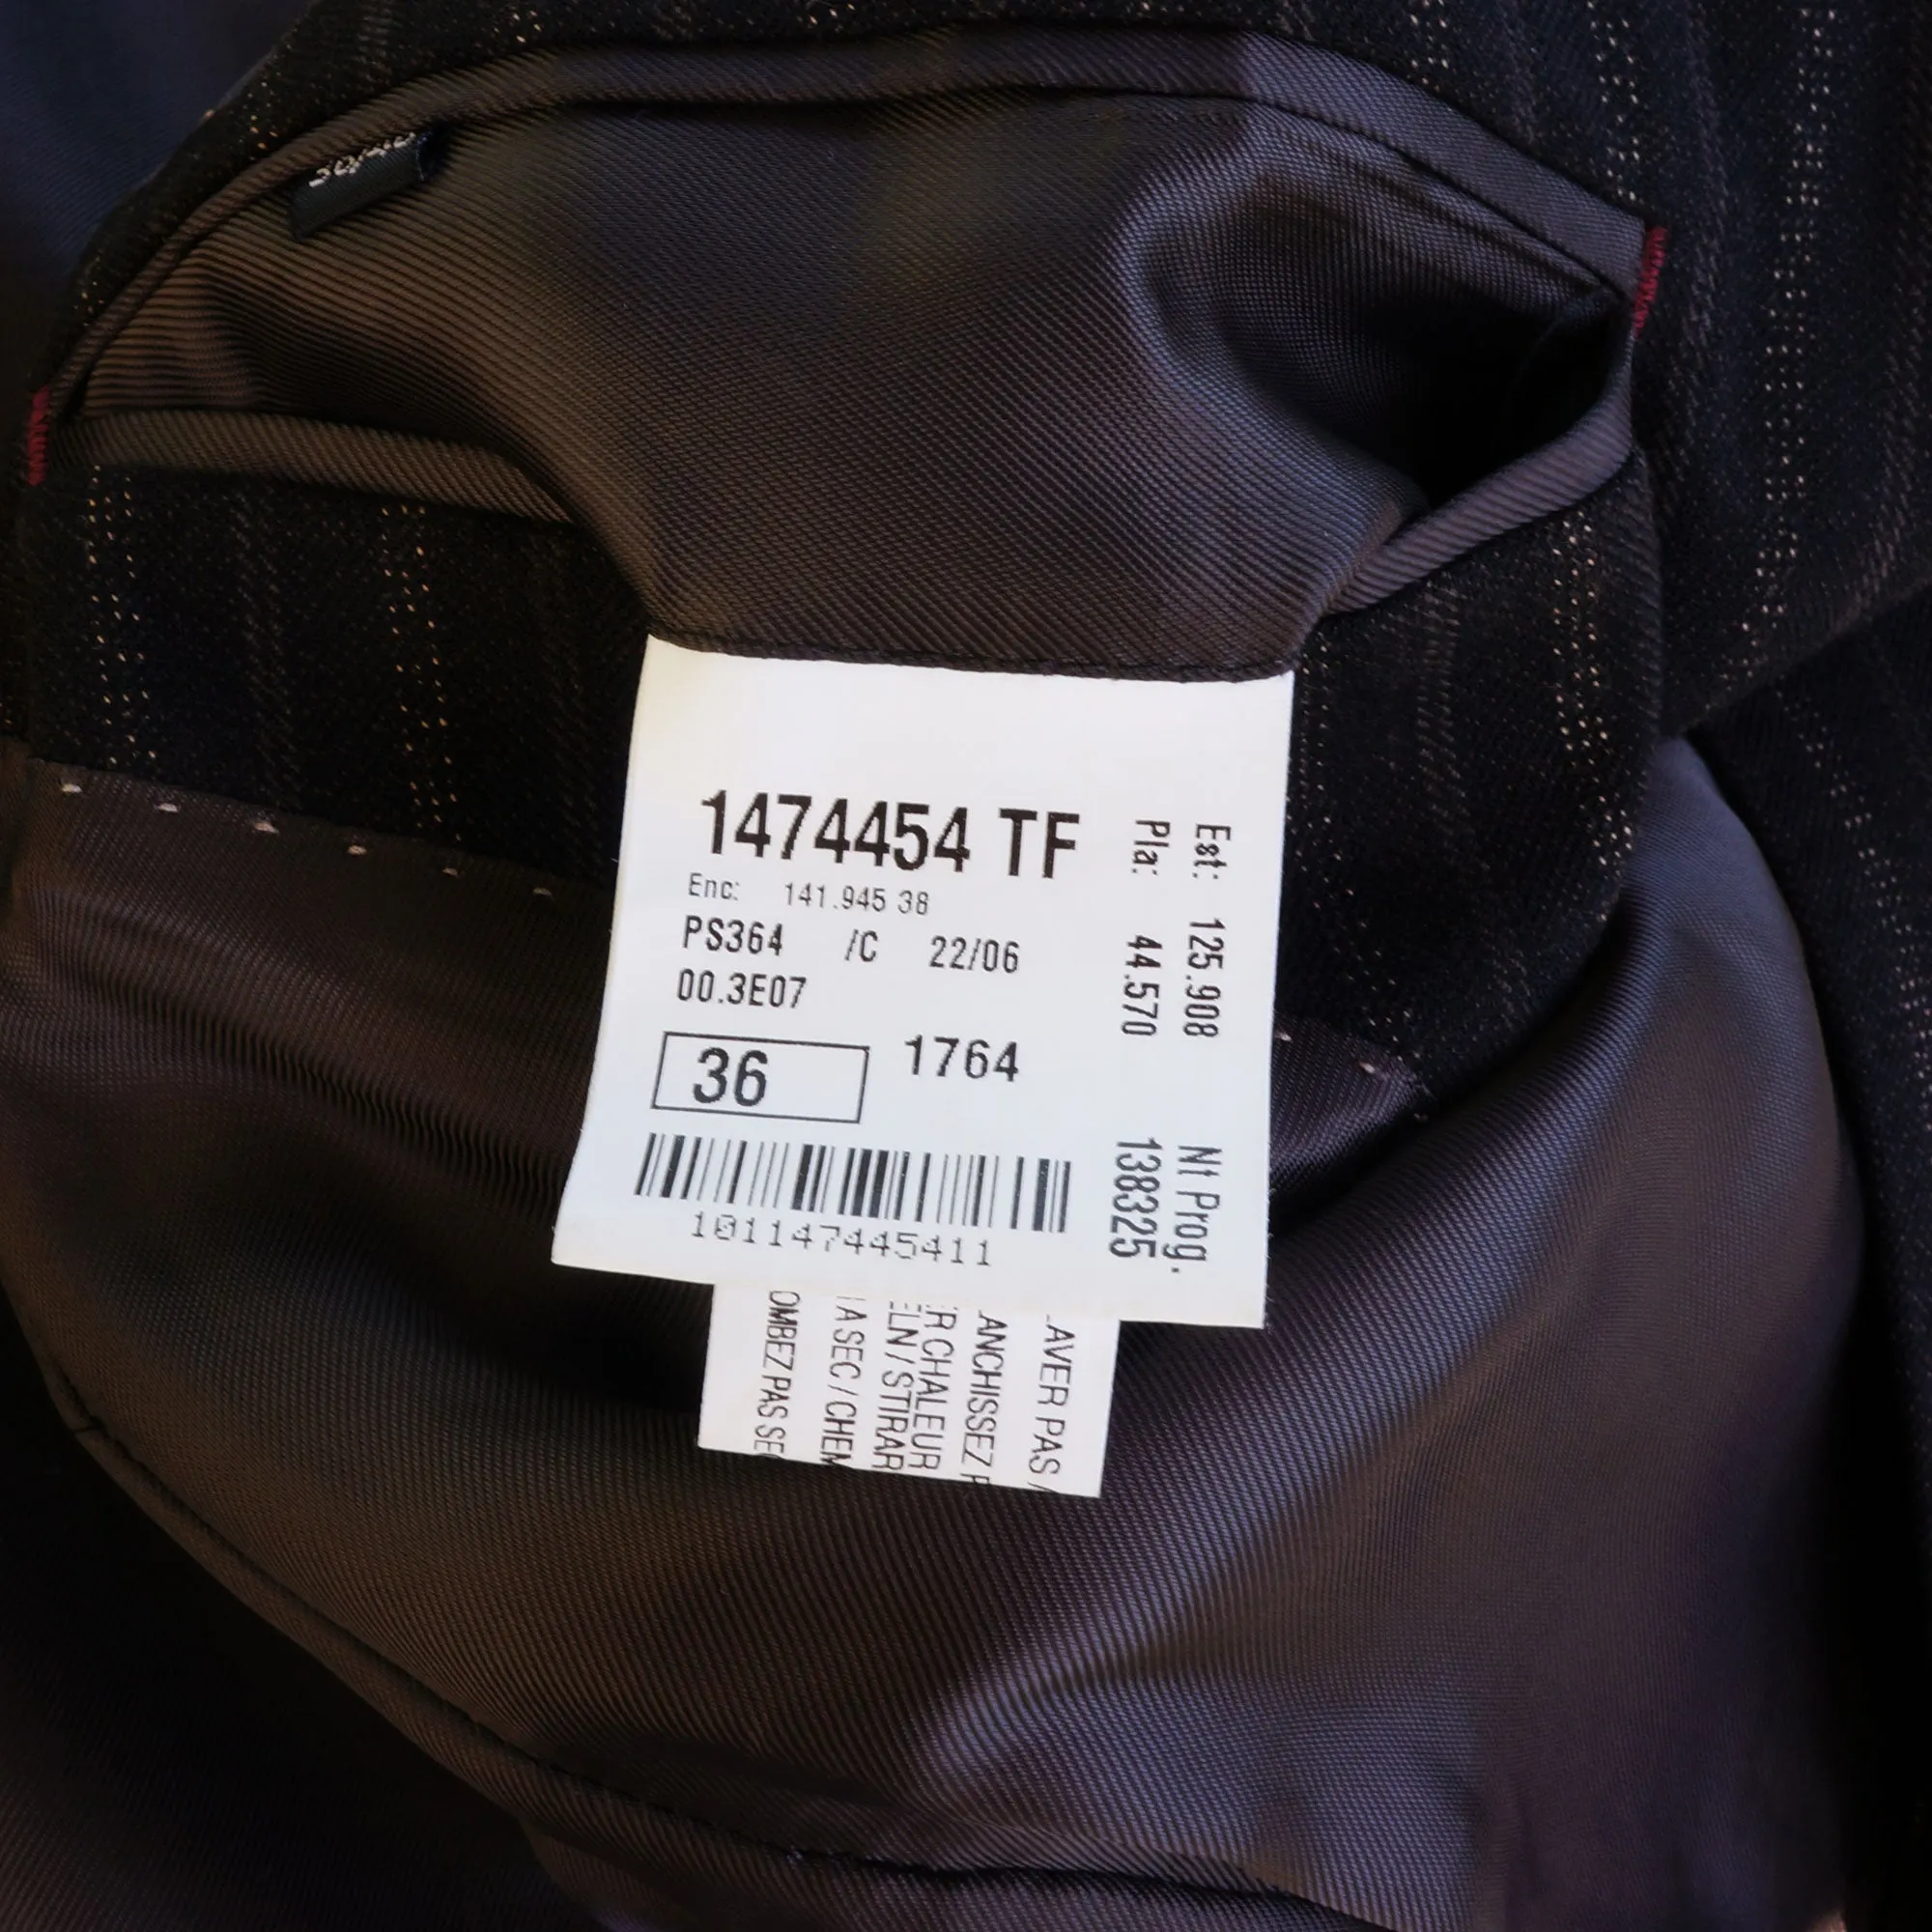 1474454 TF
Enc: 141.945 38
PS364 /C 22/06
00.3E07
36 1764
101147445411
Est: 125.908 Nt Prog.
Pla: 44.570 138325
AVER PAS /
ANCHISSEZ P
R CHALEUR
ELN / STIRAR
A SEC / CHEM
OMBEZ PAS SE